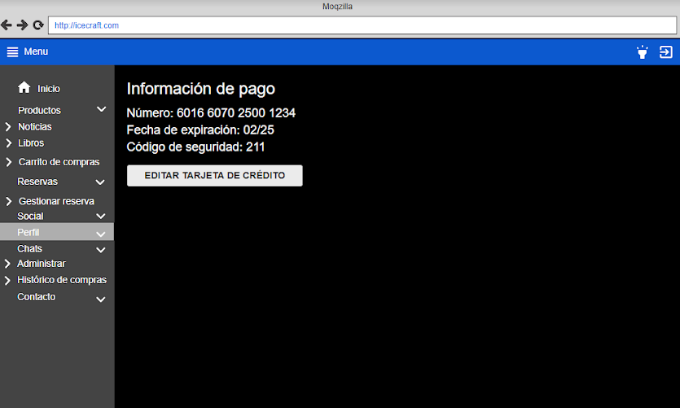 Moqzilla
http://icecraft.com
Menu
Inicio
Productos
Noticias
Libros
Carrito de compras
Reservas
Gestionar reserva
Social
Perfil
Chats
Administrar
Histórico de compras
Contacto
Información de pago
Número: 6016 6070 2500 1234
Fecha de expiración: 02/25
Código de seguridad: 211
EDITAR TARJETA DE CRÉDITO